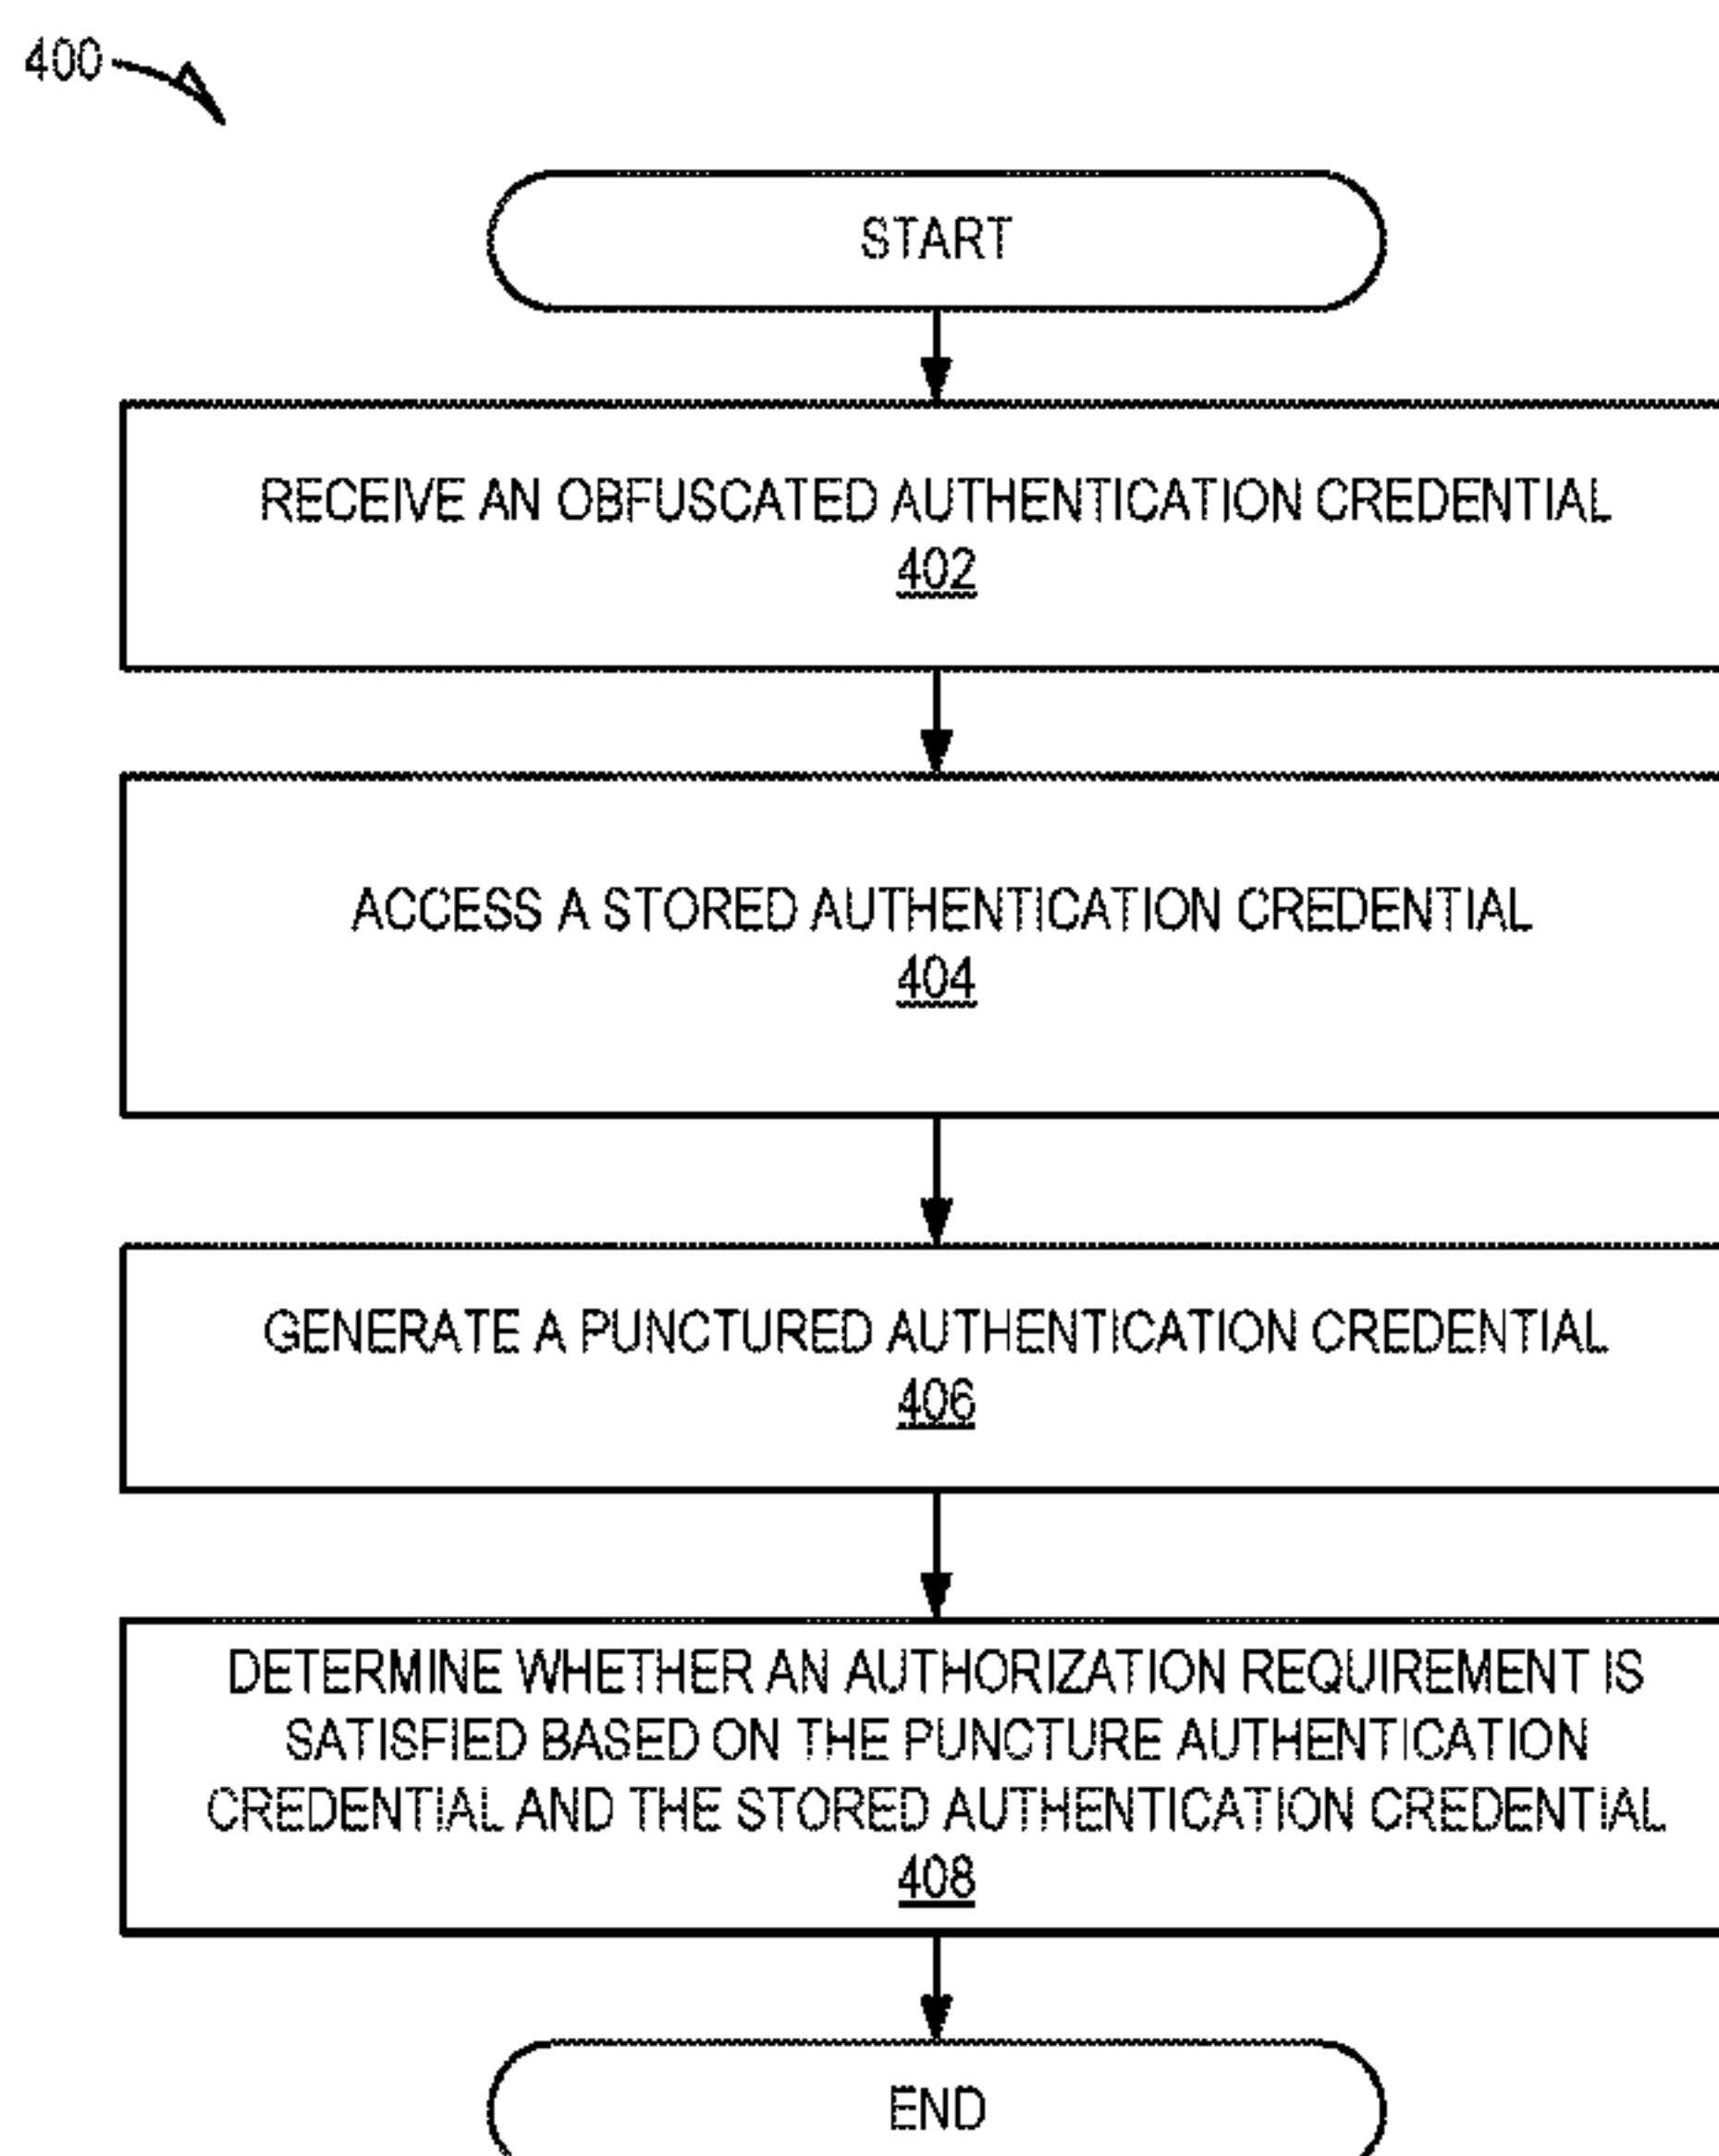 400
START
RECEIVE AN OBFUSCATED AUTHENTICATION CREDENTIAL
402
ACCESS A STORED AUTHENTICATION CREDENTIAL
404
GENERATE A PUNCTURED AUTHENTICATION CREDENTIAL
406
DETERMINE WHETHER AN AUTHORIZATION REQUIREMENT IS
SATISFIED BASED ON THE PUNCTURE AUTHENTICATION
CREDENTIAL AND THE STORED AUTHENTICATION CREDENTIAL
408
END